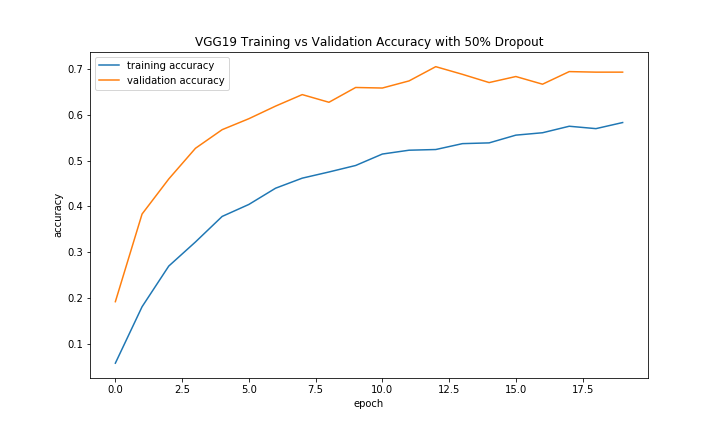 VGG19 Training vs Validation Accuracy with 50% Dropout
training accuracy
validation accuracy
accuracy
0.7
0.6
0.5
0.4
0.3
0.2
0.1
0.0 2.5 5.0 7.5 10.0 12.5 15.0 17.5
epoch